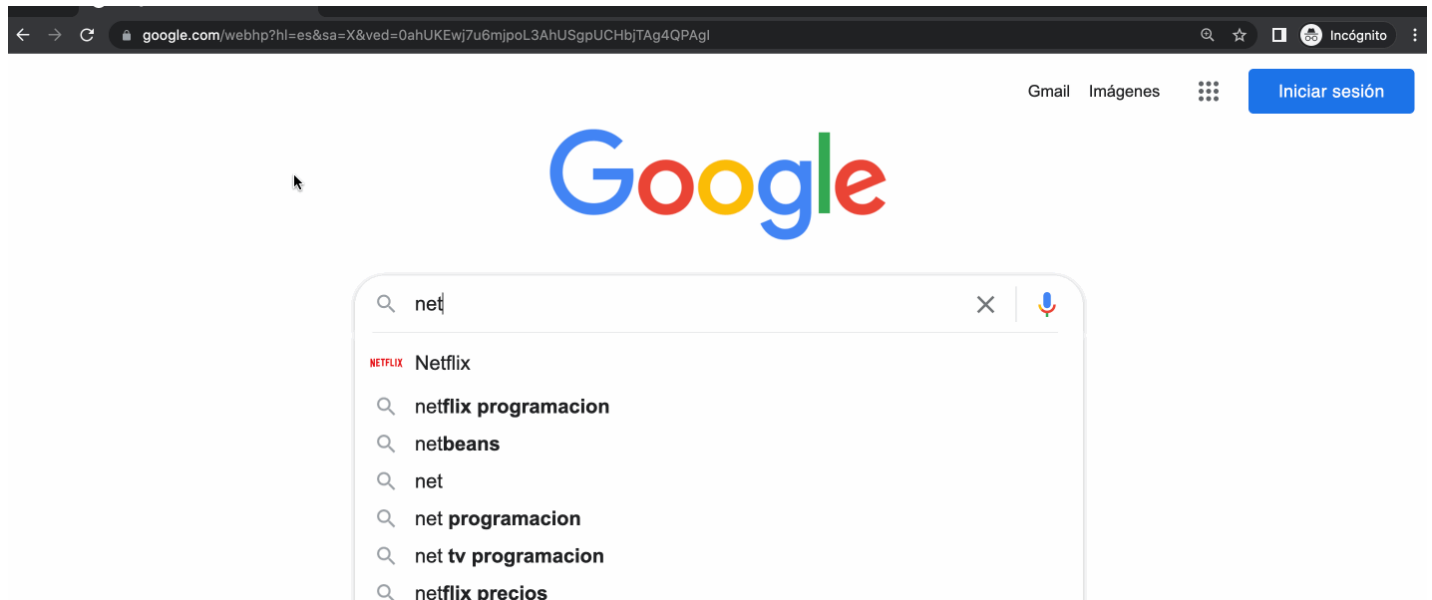 google.com/webhp?hl=es&sa=X&ved=0ahUKEwj7u6mjpoL3AhUSgpUCHbjTAg4QPAgI
Incógnito
Gmail Imágenes Iniciar sesión
Google
net
NETFLIX Netflix
netflix programacion
netbeans
net
net programacion
net tv programacion
netflix precios